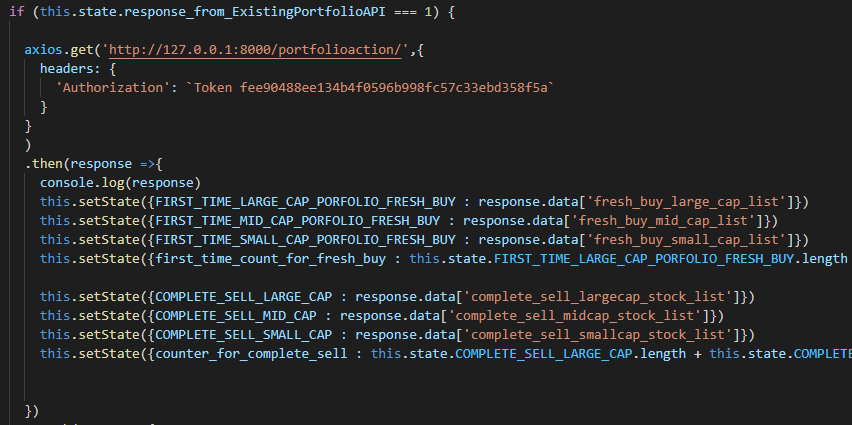 if (this.state.response_from_ExistingPortfolioAPI === 1) {
axios.get('http://127.0.0.1:8000/portfolioaction/',{
headers: {
'Authorization': `Token fee90488ee134b4f0596b998fc57c33ebd358f5a`
}
}
)
.then(response =>{
console.log(response)
this.setState({FIRST_TIME_LARGE_CAP_PORFOLIO_FRESH_BUY : response.data['fresh_buy_large_cap_list']})
this.setState({FIRST_TIME_MID_CAP_PORFOLIO_FRESH_BUY : response.data['fresh_buy_mid_cap_list']})
this.setState({FIRST_TIME_SMALL_CAP_PORFOLIO_FRESH_BUY : response.data['fresh_buy_small_cap_list']})
this.setState({first_time_count_for_fresh_buy : this.state.FIRST_TIME_LARGE_CAP_PORFOLIO_FRESH_BUY.length
this.setState({COMPLETE_SELL_LARGE_CAP : response.data['complete_sell_largecap_stock_list']})
this.setState({COMPLETE_SELL_MID_CAP : response.data['complete_sell_midcap_stock_list']})
this.setState({COMPLETE_SELL_SMALL_CAP : response.data['complete_sell_smallcap_stock_list']})
this.setState({counter_for_complete_sell : this.state.COMPLETE_SELL_LARGE_CAP.length + this.state.COMPLETE
})